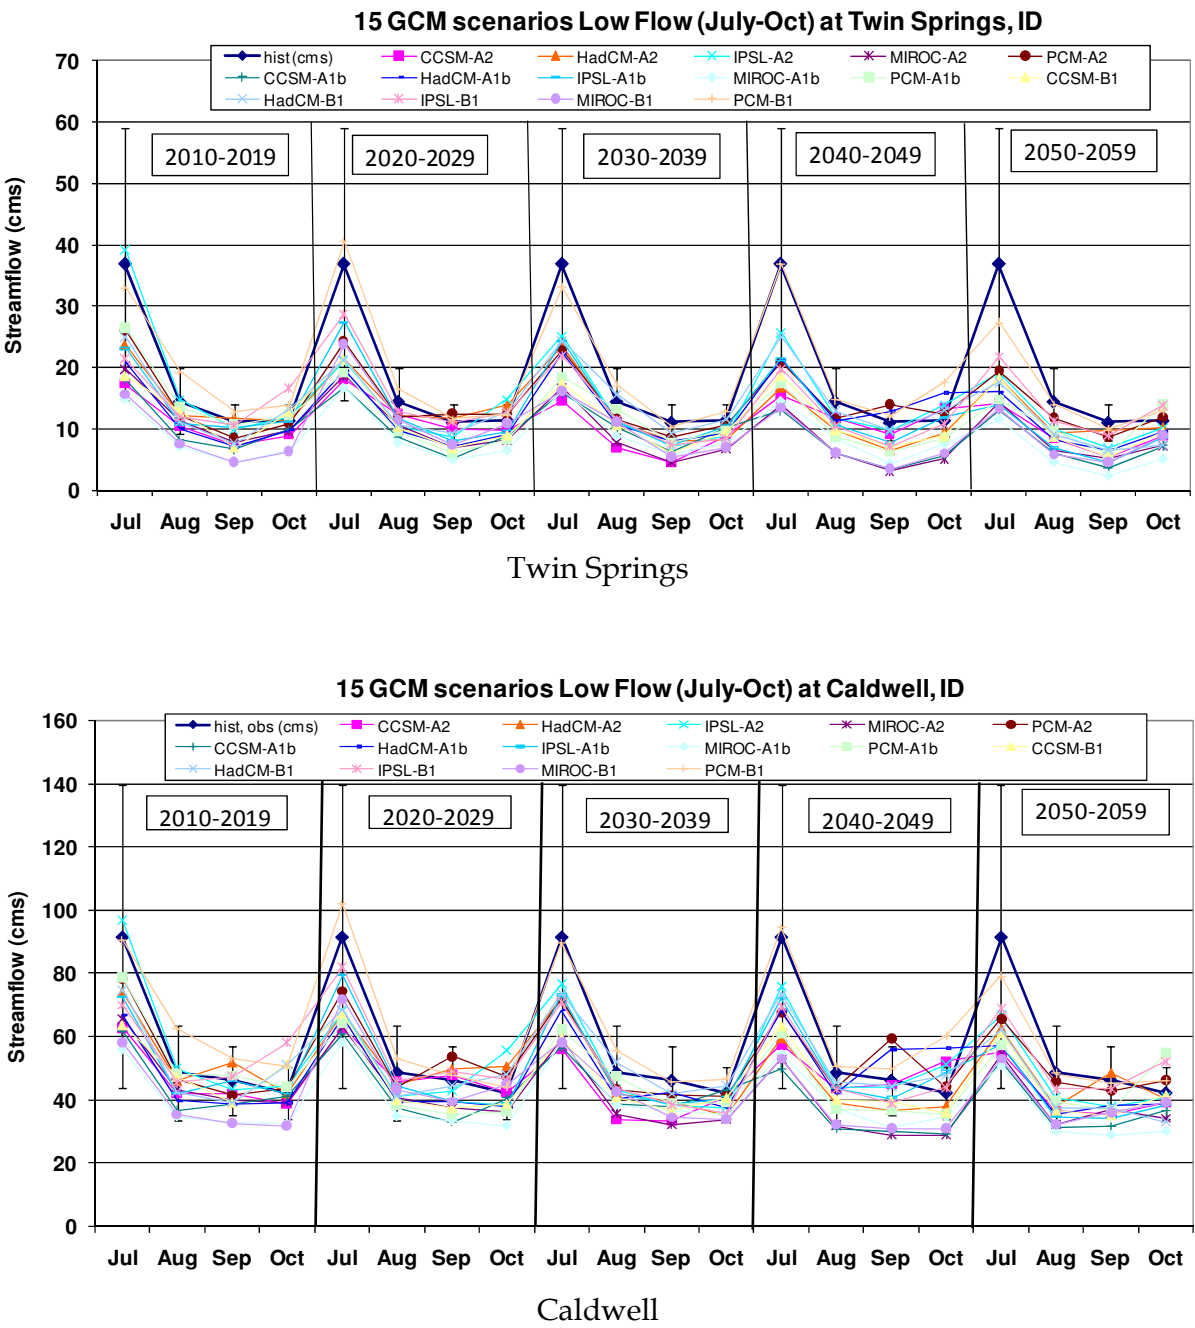 15 GCM scenarios Low Flow (July-Oct) at Twin Springs, ID
hist (cms) CCSM-A2 HadCM-A2 IPSL-A2 MIROC-A2 PCM-A2
CCSM-A1b HadCM-A1b IPSL-A1b MIROC-A1b PCM-A1b CCSM-B1
HadCM-B1 IPSL-B1 MIROC-B1 PCM-B1
70
60
50
40
30
20
10
0
Streamflow (cms)
2010-2019 2020-2029 2030-2039 2040-2049 2050-2059
Jul Aug Sep Oct Jul Aug Sep Oct Jul Aug Sep Oct Jul Aug Sep Oct Jul Aug Sep Oct
Twin Springs
15 GCM scenarios Low Flow (July-Oct) at Caldwell, ID
hist, obs (cms) CCSM-A2 HadCM-A2 IPSL-A2 MIROC-A2 PCM-A2
CCSM-A1b HadCM-A1b IPSL-A1b MIROC-A1b PCM-A1b CCSM-B1
HadCM-B1 IPSL-B1 MIROC-B1 PCM-B1
160
140
120
100
80
60
40
20
0
Streamflow (cms)
2010-2019 2020-2029 2030-2039 2040-2049 2050-2059
Jul Aug Sep Oct Jul Aug Sep Oct Jul Aug Sep Oct Jul Aug Sep Oct Jul Aug Sep Oct
Caldwell